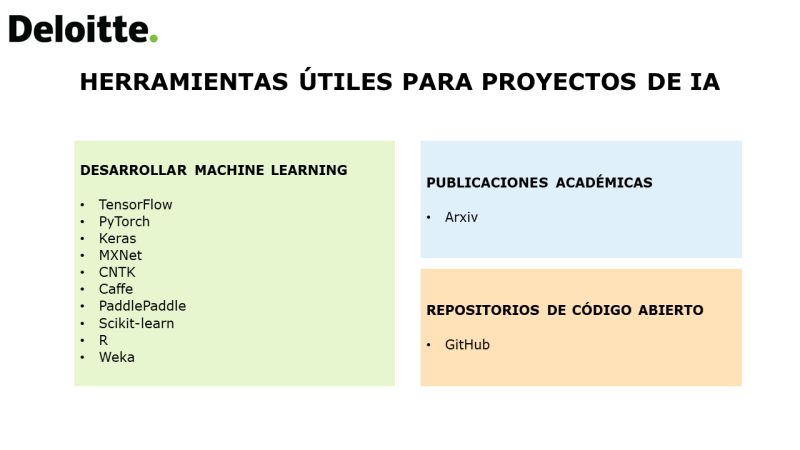 Deloitte.
HERRAMIENTAS ÚTILES PARA PROYECTOS DE IA
DESARROLLAR MACHINE LEARNING
• TensorFlow
• PyTorch
• Keras
• MXNet
• CNTK
• Caffe
• PaddlePaddle
• Scikit-learn
• R
• Weka
PUBLICACIONES ACADÉMICAS
• Arxiv
REPOSITORIOS DE CÓDIGO ABIERTO
• GitHub